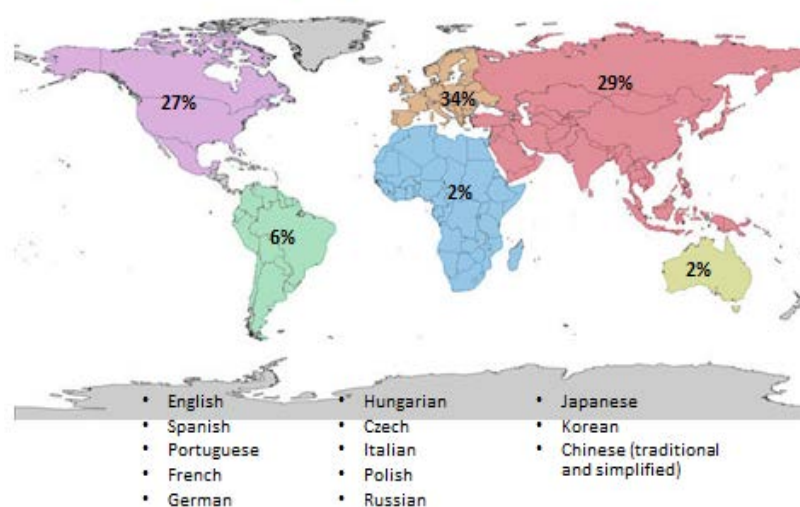 27%
34%
29%
2%
6%
2%
• English
• Spanish
• Portuguese
• French
• German
• Hungarian
• Czech
• Italian
• Polish
• Russian
• Japanese
• Korean
• Chinese (traditional
and simplified)